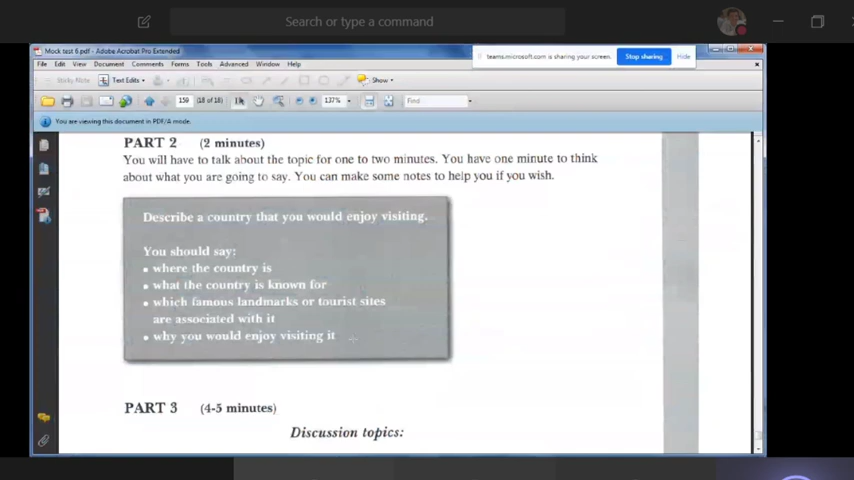 Search or type a command
Mock test 6.pdf - Adobe Acrobat Pro Extended
teams.microsoft.com is sharing your screen.
Stop sharing
Hide
File Edit View Document Comments Forms Tools Advanced Window Help
Sticky Note Text Edits Show
159 (18 of 18) 137% Find
You are viewing this document in PDF/A mode.
PART 2 (2 minutes)
You will have to talk about the topic for one to two minutes. You have one minute to think
about what you are going to say. You can make some notes to help you if you wish.
Describe a country that you would enjoy visiting.
You should say:
• where the country is
• what the country is known for
• which famous landmarks or tourist sites
are associated with it
• why you would enjoy visiting it
PART 3 (4-5 minutes)
Discussion topics: